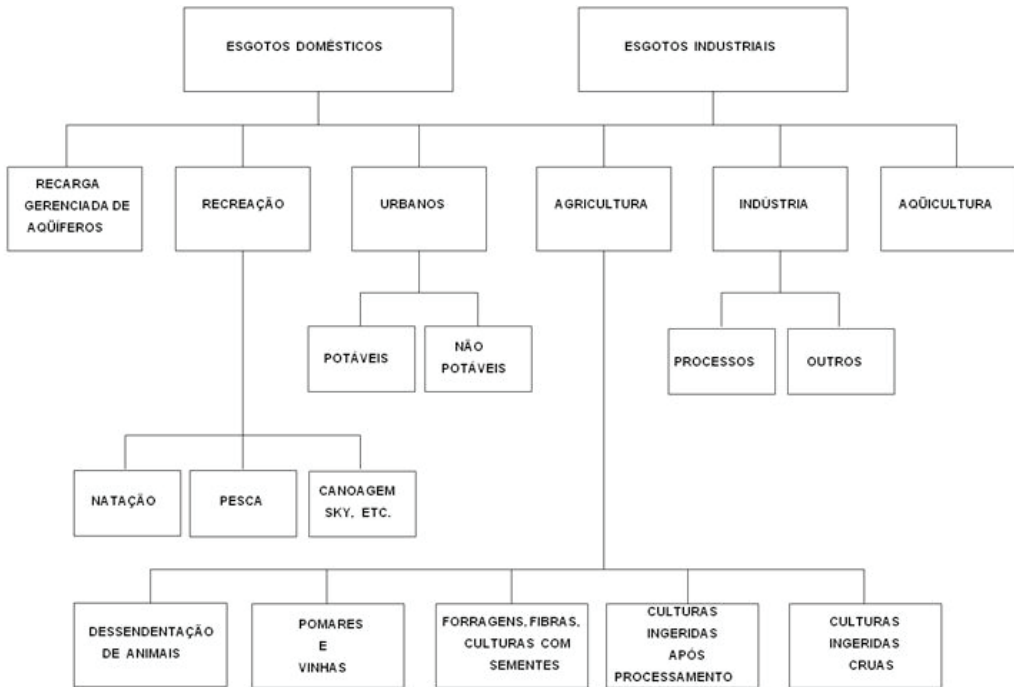 ESGOTOS DOMÉSTICOS
ESGOTOS INDUSTRIAIS
RECARGA
GERENCIADA DE
AQÜÍFEROS
RECREAÇÃO
URBANOS
AGRICULTURA
INDÚSTRIA
AQÜICULTURA
POTÁVEIS
NÃO
POTÁVEIS
PROCESSOS
OUTROS
NATAÇÃO
PESCA
CANOAGEM
SKY, ETC.
DESSENDENTAÇÃO
DE ANIMAIS
POMARES
E
VINHAS
FORRAGENS, FIBRAS,
CULTURAS COM
SEMENTES
CULTURAS
INGERIDAS
APÓS
PROCESSAMENTO
CULTURAS
INGERIDAS
CRUAS